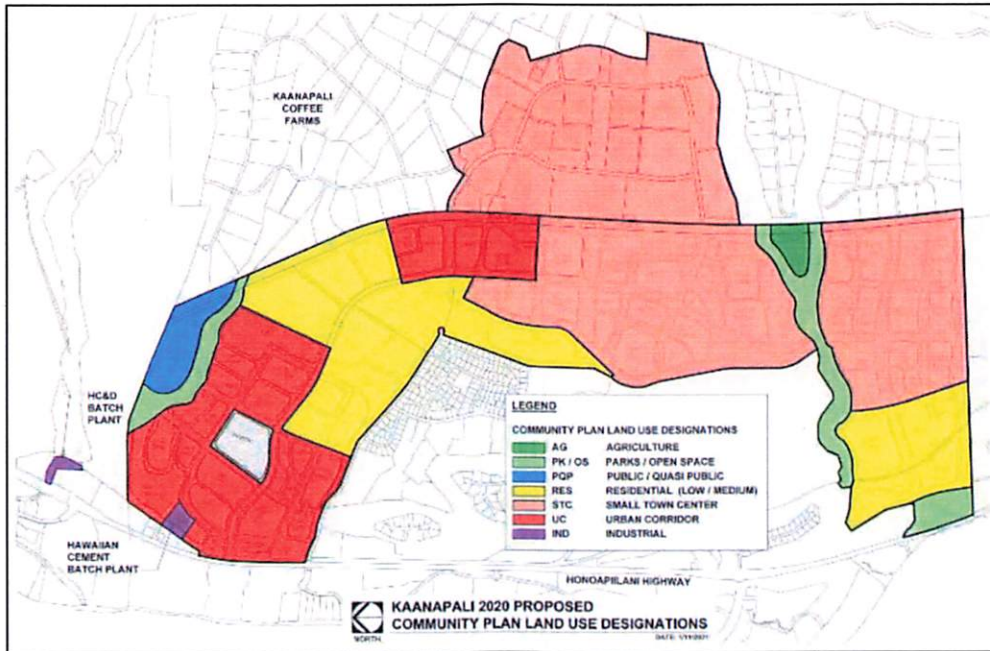 KAANAPALI
COFFEE
FARMS
HC&D
BATCH
PLANT
HAWAIIAN
CEMENT
BATCH PLANT
LEGEND
COMMUNITY PLAN LAND USE DESIGNATIONS
AG AGRICULTURE
PK / OS PARKS / OPEN SPACE
PQP PUBLIC / QUASI PUBLIC
RES RESIDENTIAL (LOW / MEDIUM)
STC SMALL TOWN CENTER
UC URBAN CORRIDOR
IND INDUSTRIAL
HONOAPIILANI HIGHWAY
NORTH
KAANAPALI 2020 PROPOSED
COMMUNITY PLAN LAND USE DESIGNATIONS